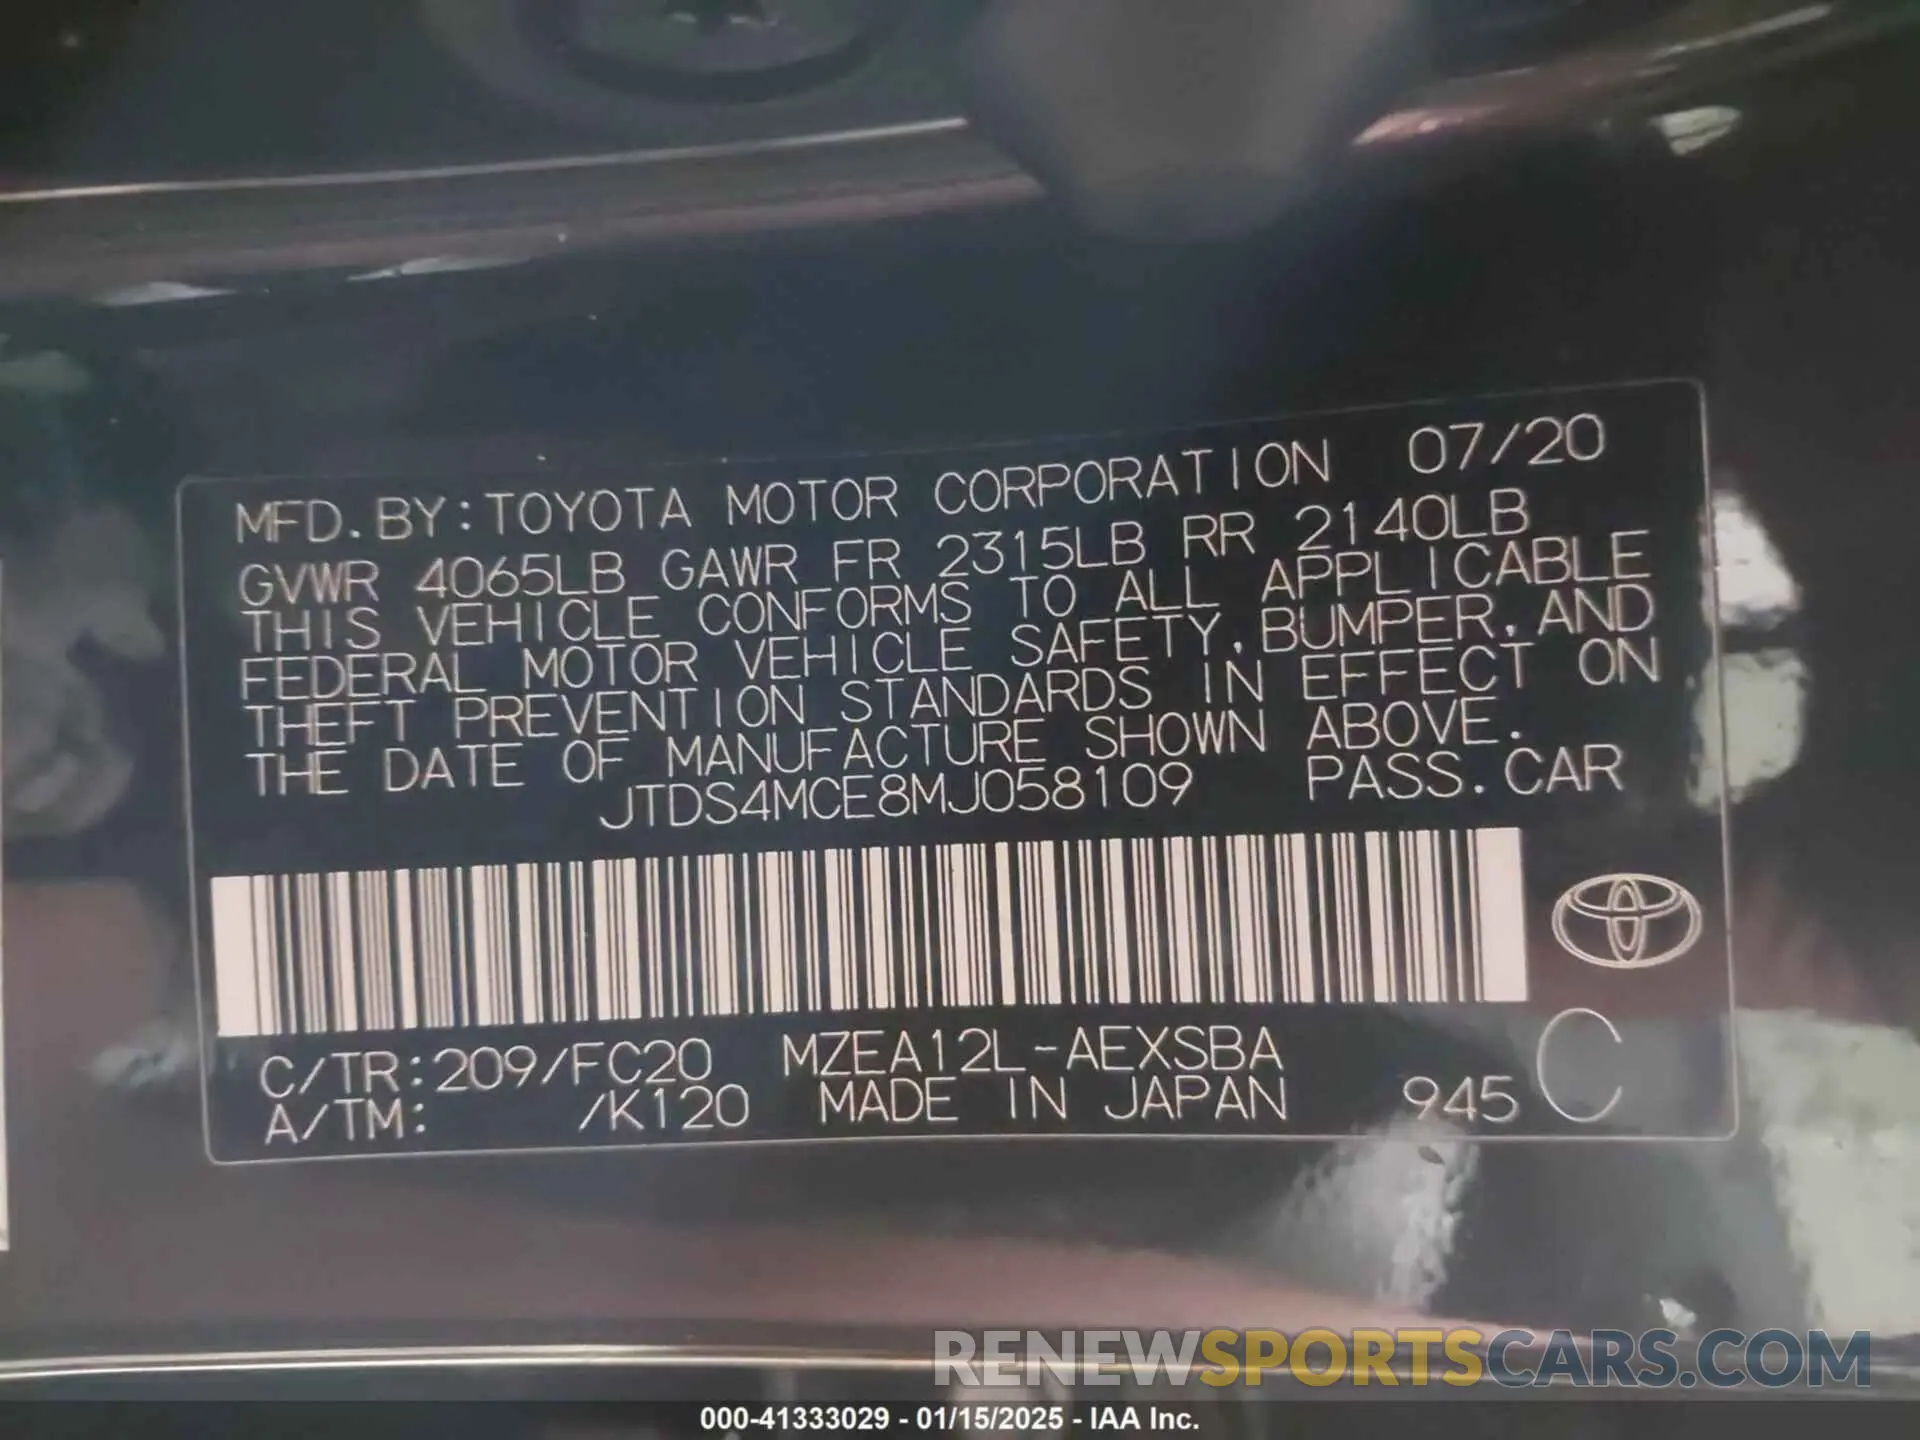 MFD. BY:TOYOTA MOTOR CORPORATION 07/20
GVWR 4065LB GAWR FR 2315LB RR 2140LB
THIS VEHICLE CONFORMS TO ALL APPLICABLE
FEDERAL MOTOR VEHICLE SAFETY, BUMPER, AND
THEFT PREVENTION STANDARDS IN EFFECT ON
THE DATE OF MANUFACTURE SHOWN ABOVE.
JTDS4MCE8MJ058109 PASS. CAR
C/TR:209/FC20 MZEA12L-AEXSBA
A/TM: /K120 MADE IN JAPAN 945 C
RENEWSPORTSCARS.COM
000-41333029 - 01/15/2025 - IAA Inc.